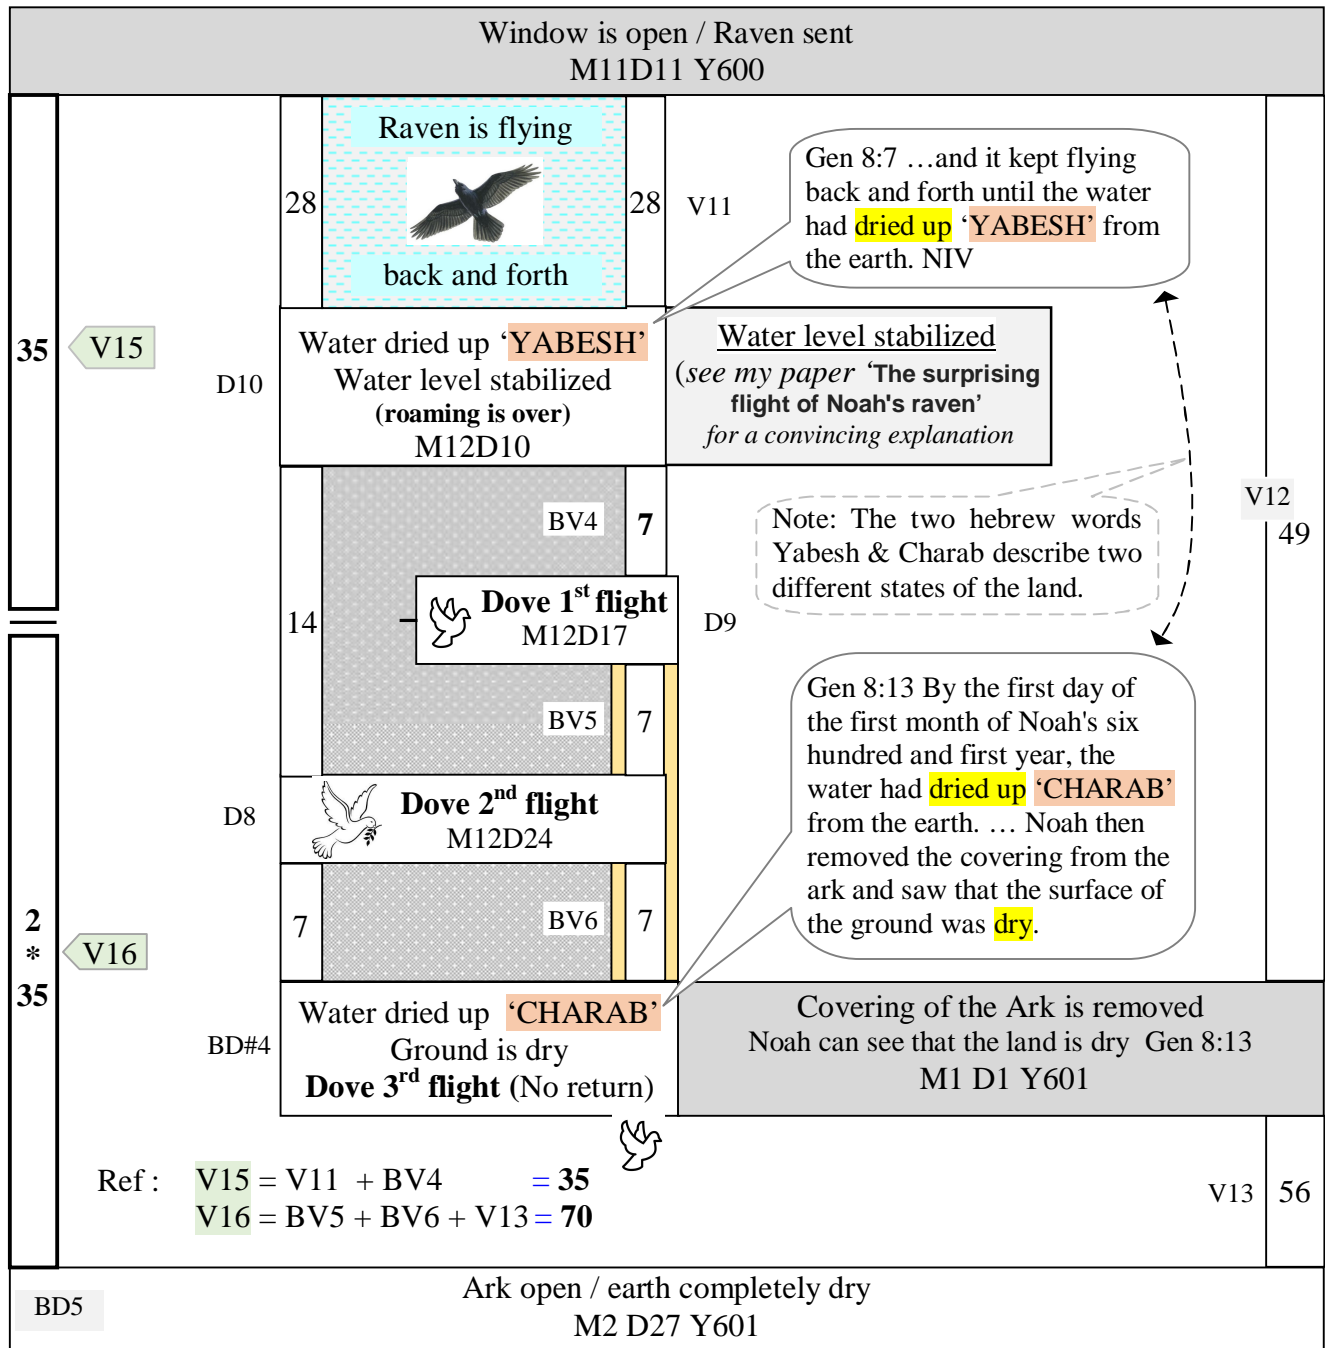 Window is open / Raven sent
M11D11 Y600
Raven is flying
28
28
V11
back and forth
Gen 8:7 …and it kept flying
back and forth until the water
had dried up ‘YABESH’ from
the earth. NIV
35
V15
D10
Water dried up ‘YABESH’
Water level stabilized
(roaming is over)
M12D10
Water level stabilized
(see my paper ‘The surprising
flight of Noah's raven’
for a convincing explanation
V12
49
14
BV4
7
Note: The two hebrew words
Yabesh & Charab describe two
different states of the land.
Dove 1st flight
M12D17
D9
BV5
7
D8
Dove 2nd flight
M12D24
Gen 8:13 By the first day of
the first month of Noah's six
hundred and first year, the
water had dried up ‘CHARAB’
from the earth. … Noah then
removed the covering from the
ark and saw that the surface of
the ground was dry.
2
*
35
V16
7
BV6
7
BD#4
Water dried up ‘CHARAB’
Ground is dry
Dove 3rd flight (No return)
Covering of the Ark is removed
Noah can see that the land is dry Gen 8:13
M1 D1 Y601
Ref : V15 = V11 + BV4 = 35
V16 = BV5 + BV6 + V13 = 70
V13
56
BD5
Ark open / earth completely dry
M2 D27 Y601